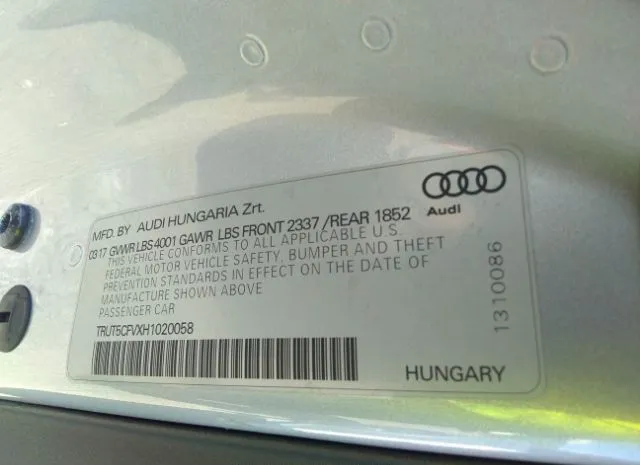 MFD. BY AUDI HUNGARIA Zrt.
0317 GVWR LBS 4001 GAWR LBS FRONT 2337 /REAR 1852
THIS VEHICLE CONFORMS TO ALL APPLICABLE U.S.
FEDERAL MOTOR VEHICLE SAFETY, BUMPER AND THEFT
PREVENTION STANDARDS IN EFFECT ON THE DATE OF
MANUFACTURE SHOWN ABOVE
PASSENGER CAR
TRUT5CFVXH1020058
Audi
1310086
HUNGARY